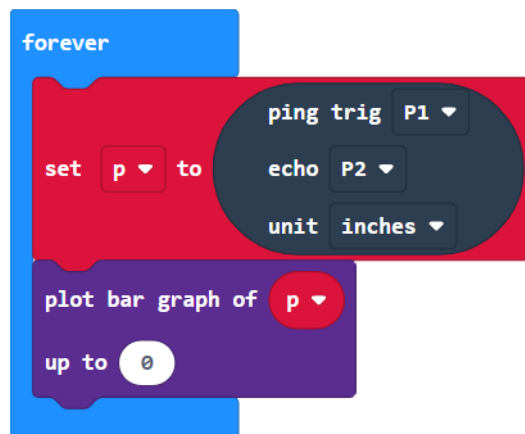 forever
ping trig P1
set p to echo P2
unit inches
plot bar graph of p
up to 0